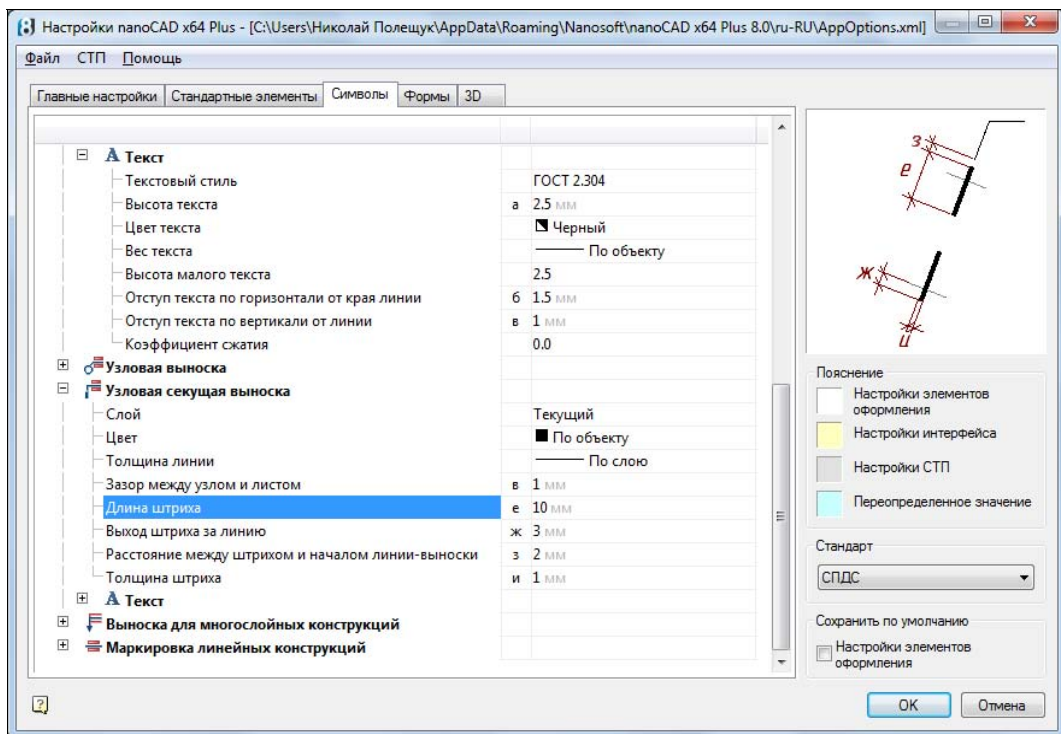 Настройки nanoCAD x64 Plus - [C:\Users\Николай Полещук\AppData\Roaming\Nanosoft\nanoCAD x64 Plus 8.0\ru-RU\AppOptions.xml]
Файл СТП Помощь
Главные настройки Стандартные элементы Символы Формы 3D
Текст
Текстовый стиль ГОСТ 2.304
Высота текста а 2.5 мм
Цвет текста Черный
Вес текста По объекту
Высота малого текста 2.5
Отступ текста по горизонтали от края линии б 1.5 мм
Отступ текста по вертикали от линии в 1 мм
Коэффициент сжатия 0.0
Узловая выноска
Узловая секущая выноска
Слой Текущий
Цвет По объекту
Толщина линии По слою
Зазор между узлом и листом в 1 мм
Длина штриха е 10 мм
Выход штриха за линию ж 3 мм
Расстояние между штрихом и началом линии-выноски з 2 мм
Толщина штриха и 1 мм
Текст
Выноска для многослойных конструкций
Маркировка линейных конструкций
з
е
ж
и
Пояснение
Настройки элементов
оформления
Настройки интерфейса
Настройки СТП
Переопределенное значение
Стандарт
СПДС
Сохранить по умолчанию
Настройки элементов
оформления
? OK Отмена